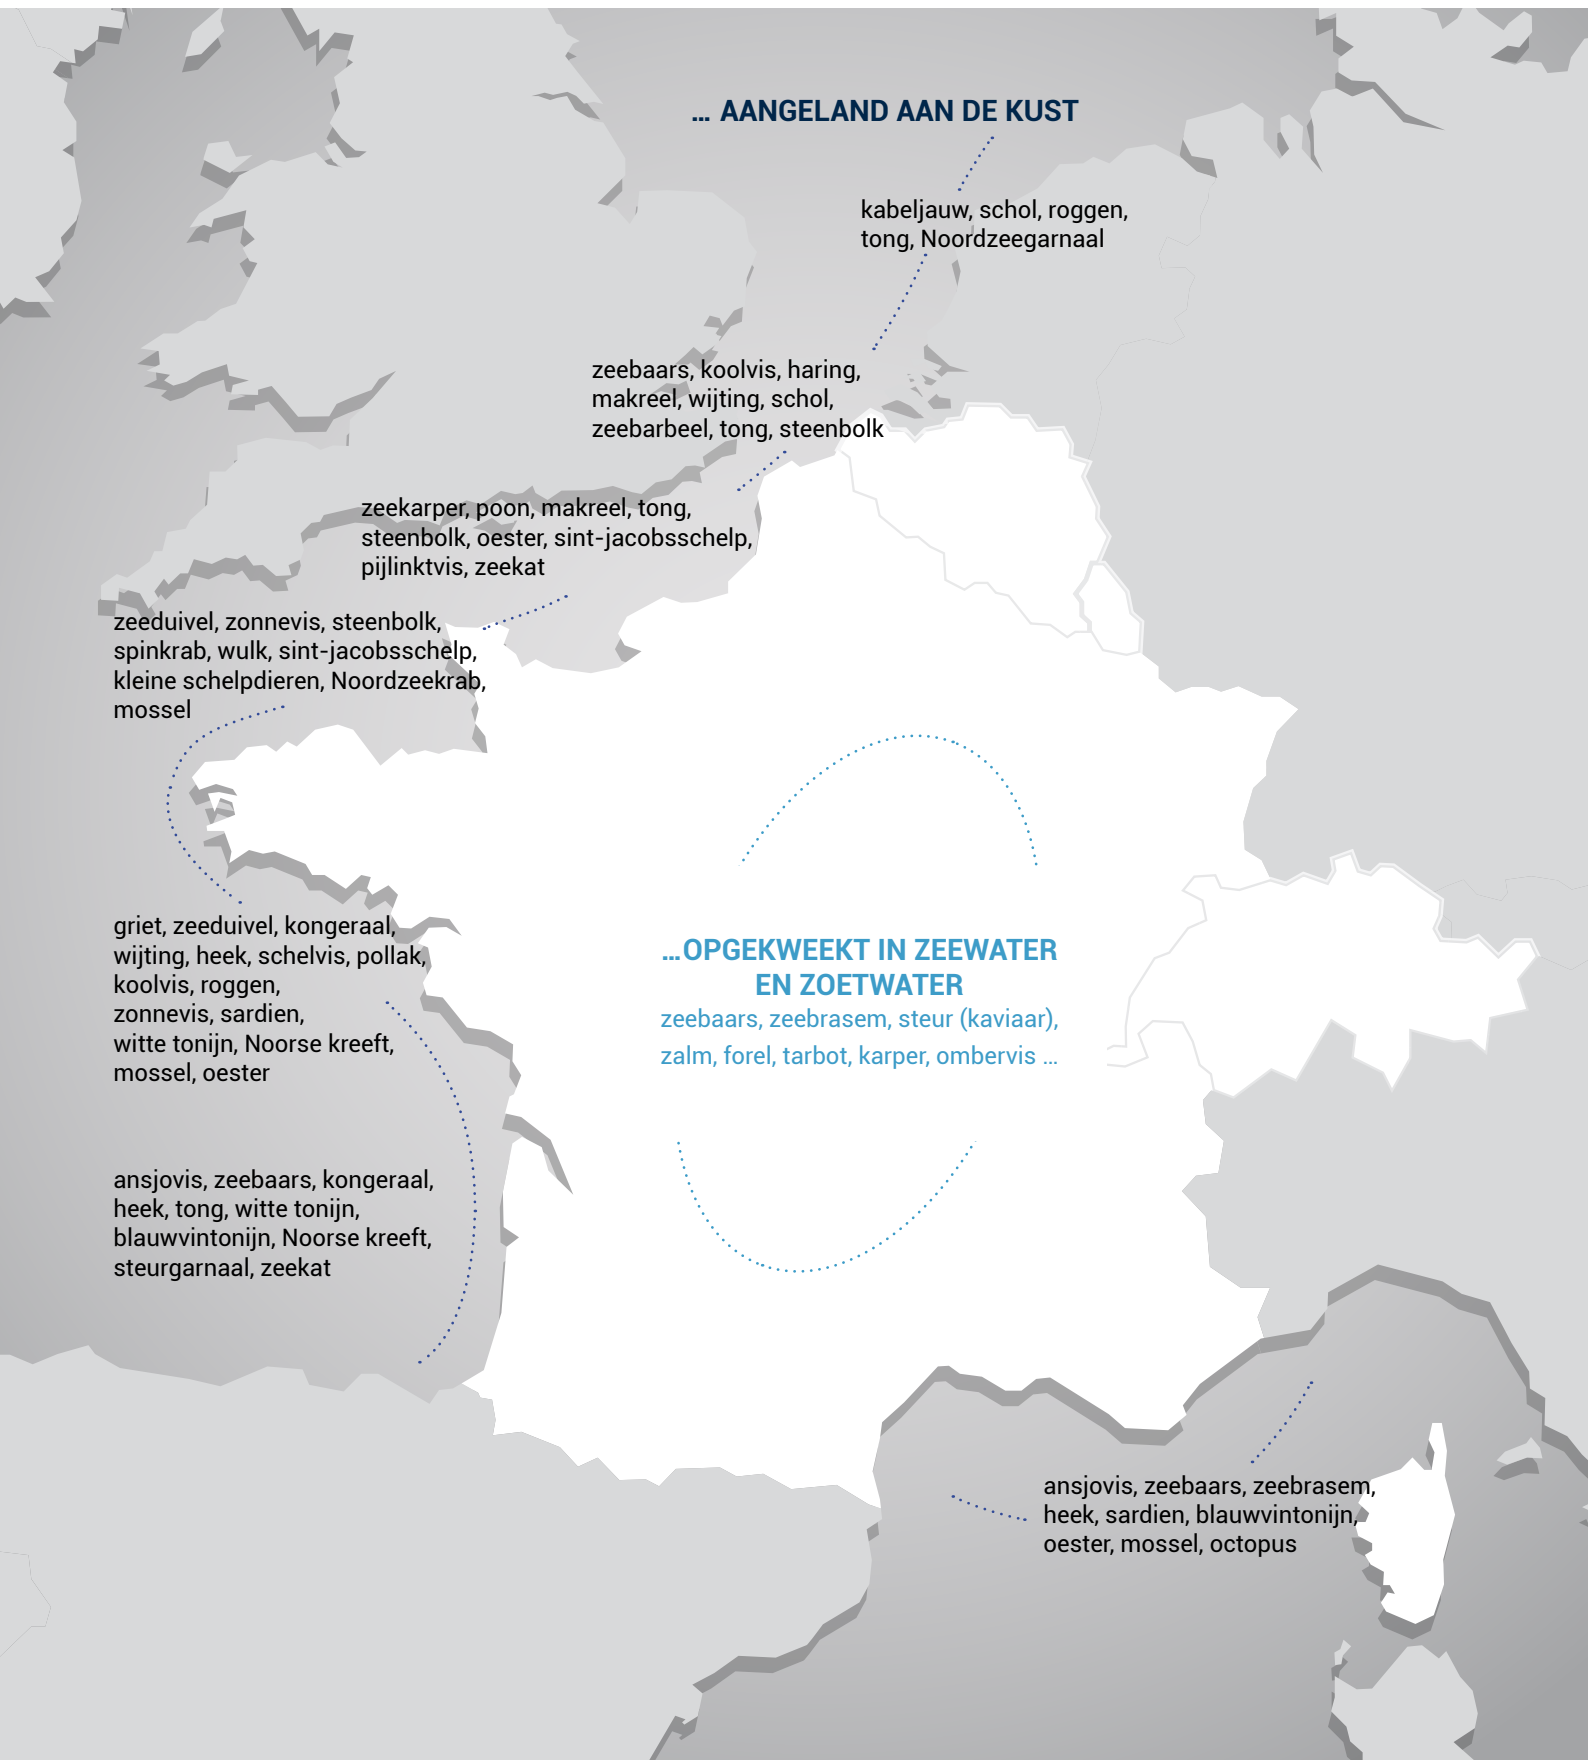 ... AANGELAND AAN DE KUST
kabeljauw, schol, roggen,
tong, Noordzeegarnaal
zeebaars, koolvis, haring,
makreel, wijting, schol,
zeebarbeel, tong, steenbolk
zeekarper, poon, makreel, tong,
steenbolk, oester, sint-jacobsschelp,
pijlinktvis, zeekat
zeeduivel, zonnevis, steenbolk,
spinkrab, wulk, sint-jacobsschelp,
kleine schelpdieren, Noordzeekrab,
mossel
griet, zeeduivel, kongeraal,
wijting, heek, schelvis, pollak,
koolvis, roggen,
zonnevis, sardien,
witte tonijn, Noorse kreeft,
mossel, oester
...OPGEKWEEKT IN ZEEWATER
EN ZOETWATER
zeebaars, zeebrasem, steur (kaviaar),
zalm, forel, tarbot, karper, ombervis ...
ansjovis, zeebaars, kongeraal,
heek, tong, witte tonijn,
blauwvintonijn, Noorse kreeft,
steurgarnaal, zeekat
ansjovis, zeebaars, zeebrasem,
heek, sardien, blauwvintonijn,
oester, mossel, octopus